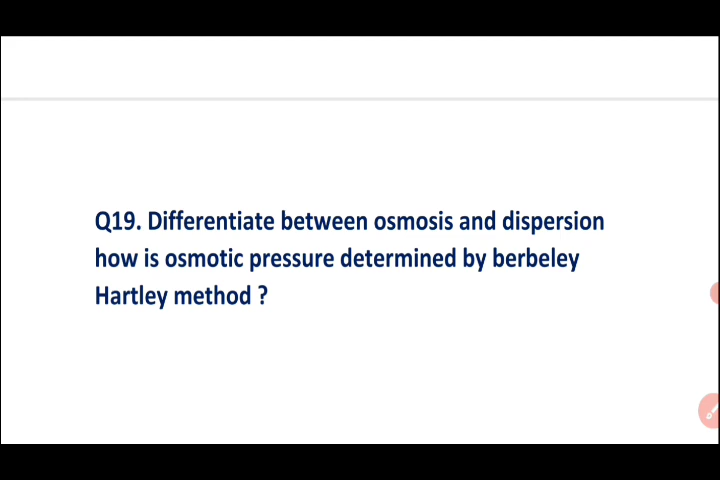 Q19. Differentiate between osmosis and dispersion
how is osmotic pressure determined by berbeley
Hartley method ?